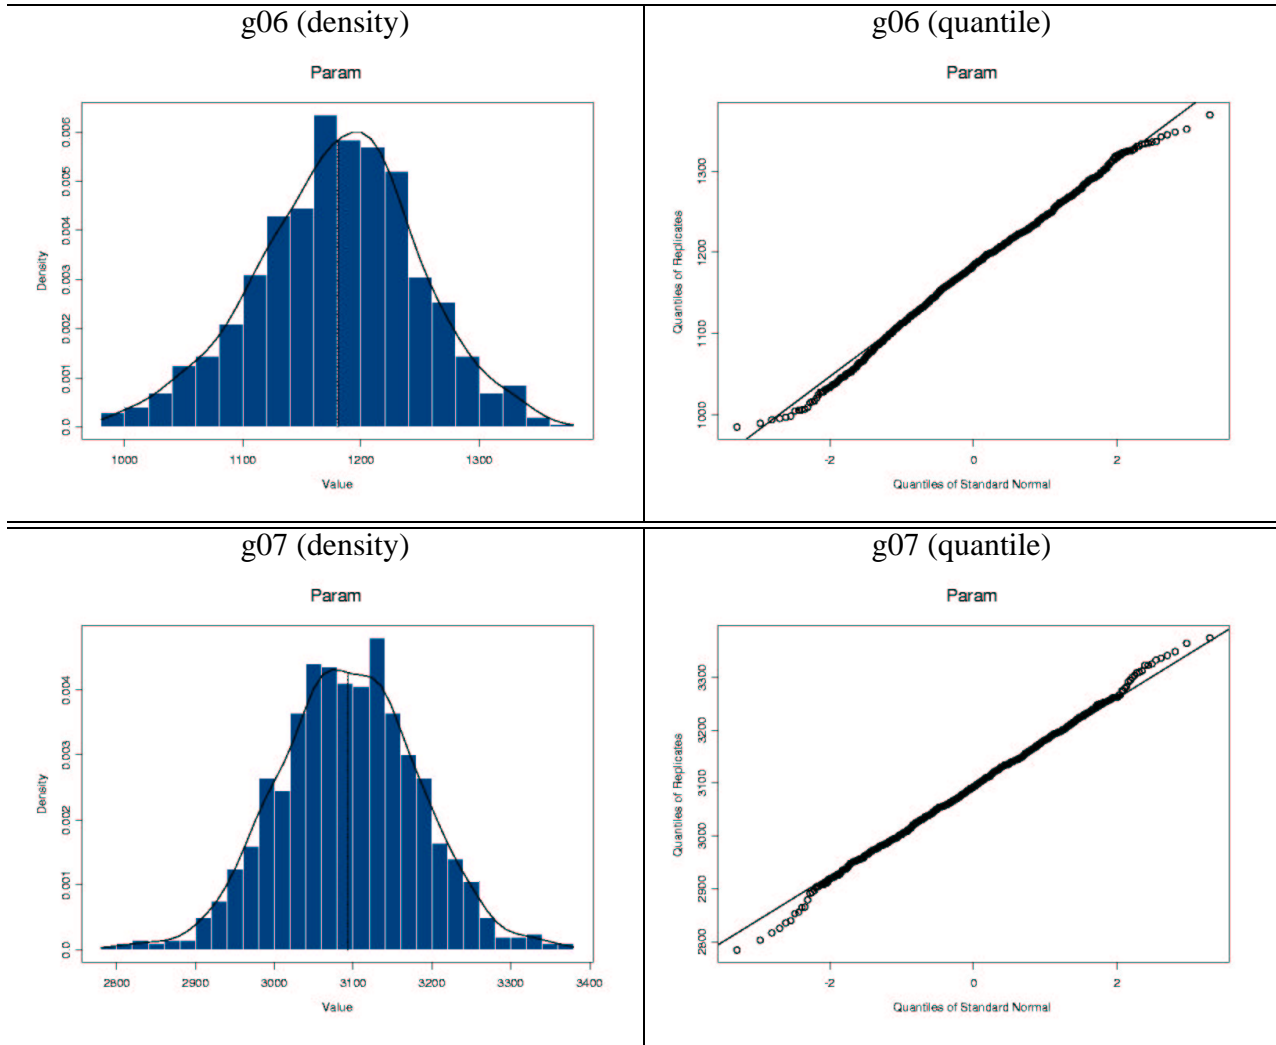 g06 (density)
Param
0.006
0.005
0.004
0.003
0.002
0.001
0.0
Density
1000 1100 1200 1300
Value
g06 (quantile)
Param
1300
1200
1100
1000
Quantiles of Replicates
-2 0 2
Quantiles of Standard Normal
g07 (density)
Param
0.004
0.003
0.002
0.001
0.0
Density
2800 2900 3000 3100 3200 3300 3400
Value
g07 (quantile)
Param
3300
3200
3100
3000
2900
2800
Quantiles of Replicates
-2 0 2
Quantiles of Standard Normal